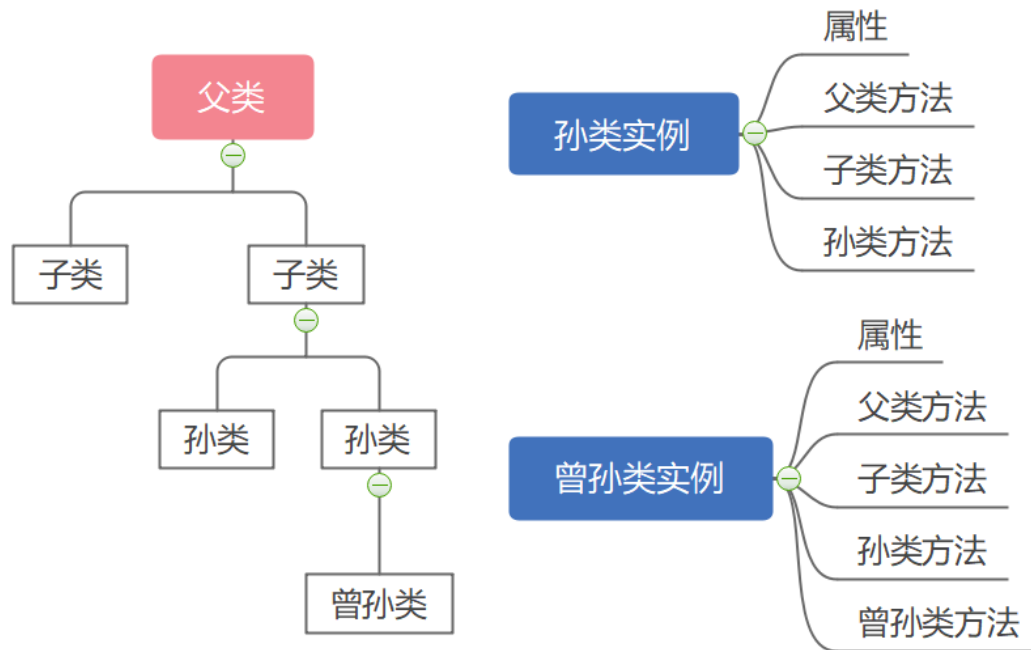 父类
子类
子类
孙类
孙类
曾孙类
孙类实例
属性
父类方法
子类方法
孙类方法
曾孙类实例
属性
父类方法
子类方法
孙类方法
曾孙类方法